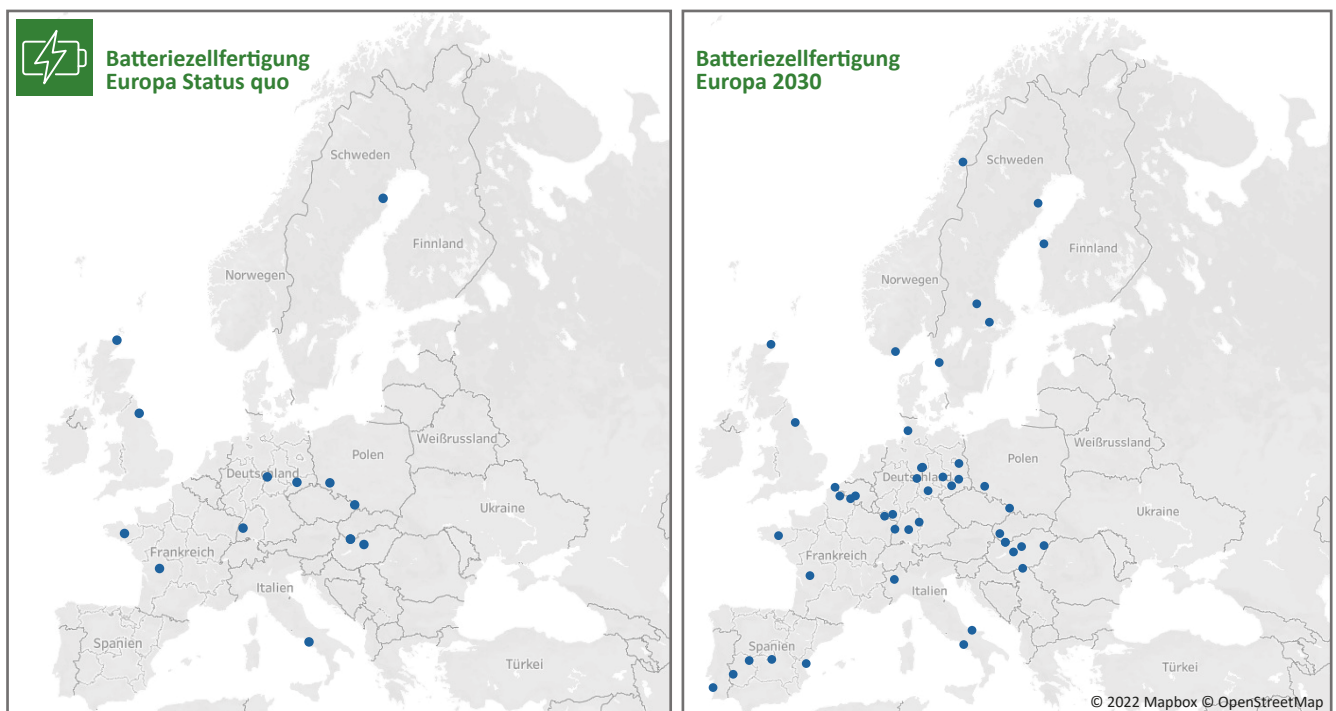 Batteriezellfertigung
Europa Status quo
Schweden
Finnland
Norwegen
Weißrussland
Polen
Deutschland
Ukraine
Frankreich
Italien
Spanien
Türkei
Batteriezellfertigung
Europa 2030
Schweden
Finnland
Norwegen
Weißrussland
Polen
Deutschland
Ukraine
Frankreich
Italien
Spanien
Türkei
© 2022 Mapbox © OpenStreetMap